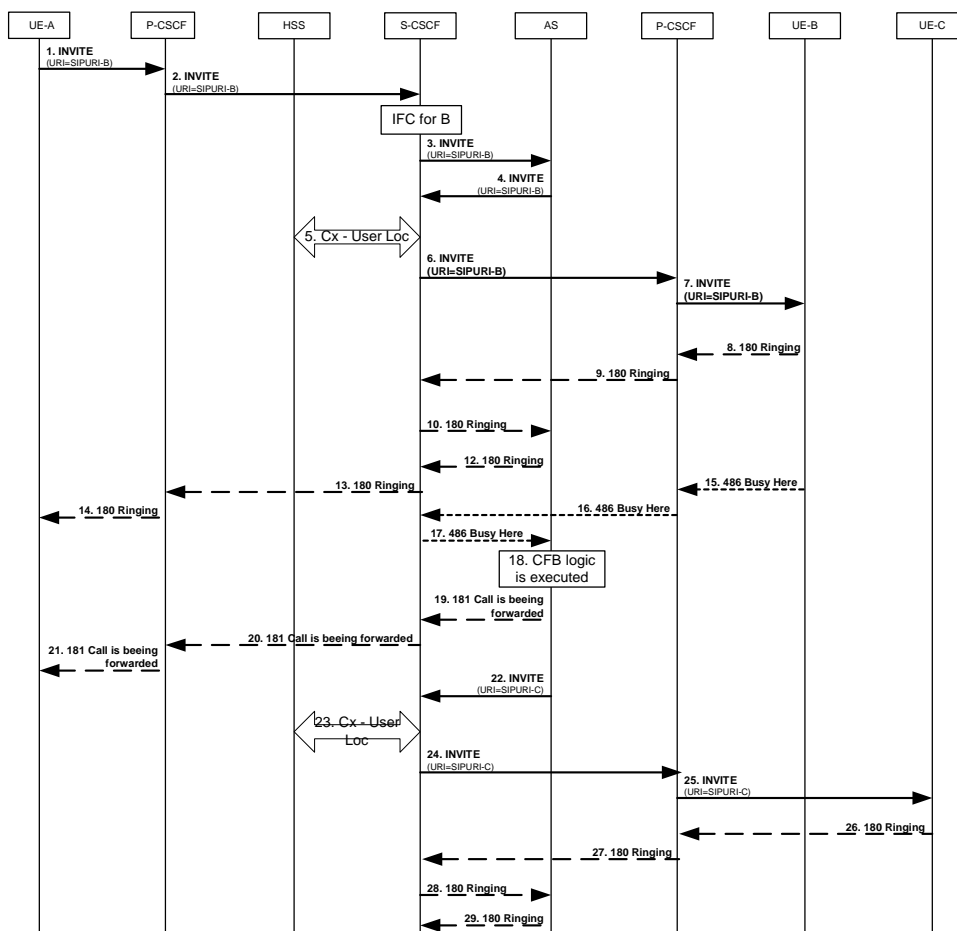 UE-A
P-CSCF
HSS
S-CSCF
AS
P-CSCF
UE-B
UE-C
1. INVITE
(URI=SIPURI-B)
2. INVITE
(URI=SIPURI-B)
IFC for B
3. INVITE
(URI=SIPURI-B)
4. INVITE
(URI=SIPURI-B)
5. Cx - User Loc
6. INVITE
(URI=SIPURI-B)
7. INVITE
(URI=SIPURI-B)
8. 180 Ringing
9. 180 Ringing
10. 180 Ringing
12. 180 Ringing
13. 180 Ringing
14. 180 Ringing
15. 486 Busy Here
16. 486 Busy Here
17. 486 Busy Here
18. CFB logic
is executed
19. 181 Call is beeing
forwarded
20. 181 Call is beeing forwarded
21. 181 Call is beeing
forwarded
22. INVITE
(URI=SIPURI-C)
23. Cx - User
Loc
24. INVITE
(URI=SIPURI-C)
25. INVITE
(URI=SIPURI-C)
26. 180 Ringing
27. 180 Ringing
28. 180 Ringing
29. 180 Ringing